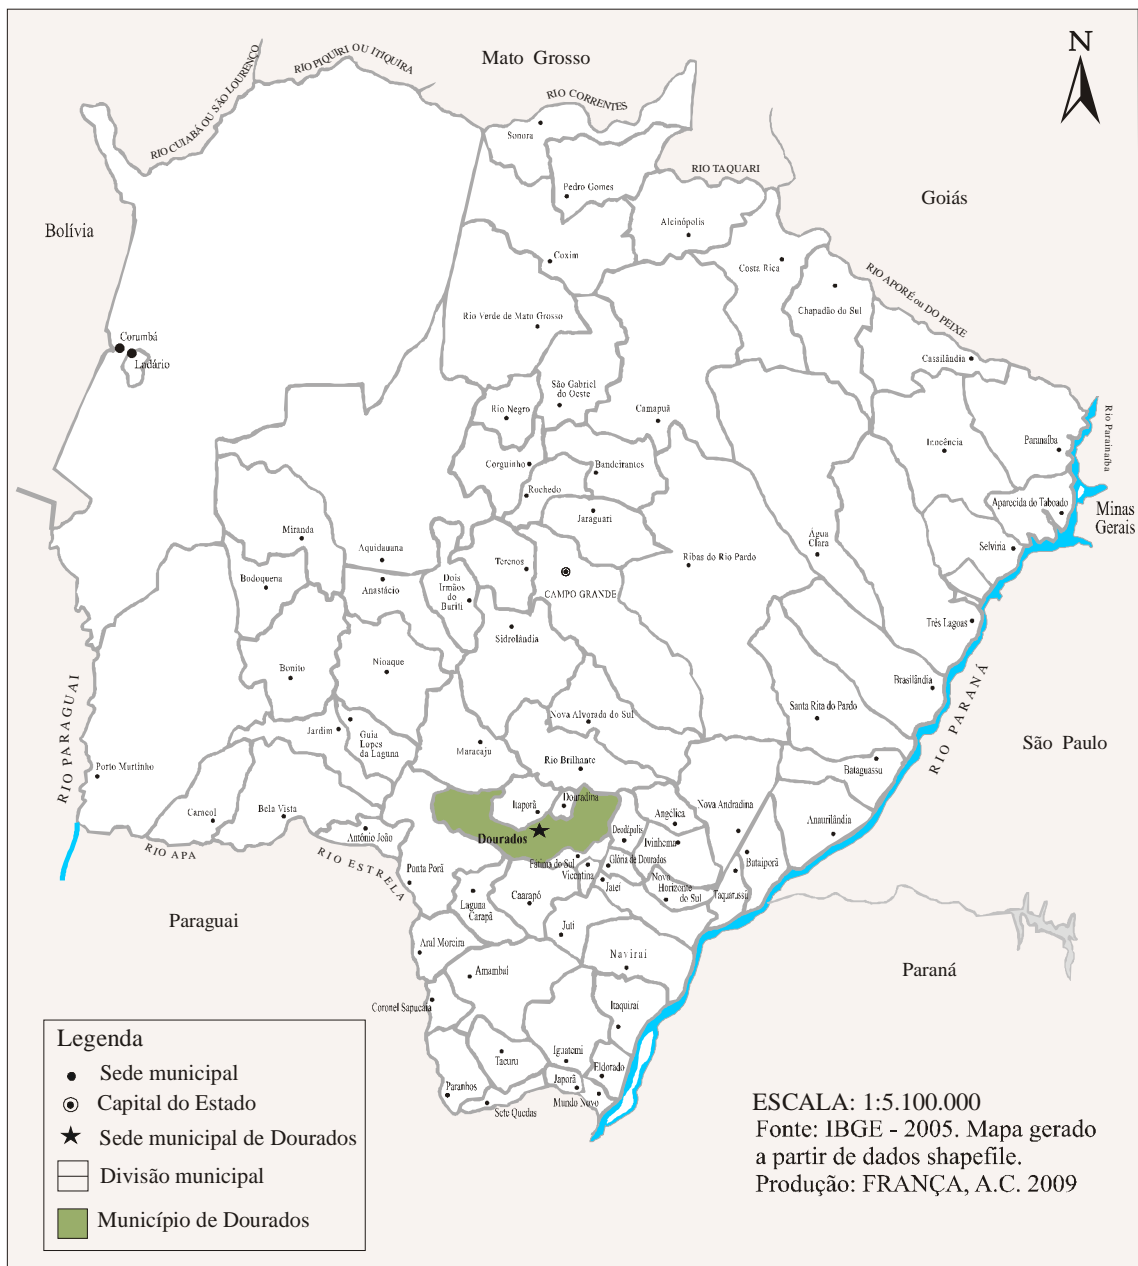 N
Mato Grosso
RIO PIQUIRI OU ITIQUIRA
RIO CUIABÁ OU SÃO LOURENÇO
RIO CORRENTES
Sonora
RIO TAQUARI
Pedro Gomes
Goiás
Alcinópolis
Bolívia
Coxim
Costa Rica
RIO APORÉ ou DO PEIXE
Chapadão do Sul
Rio Verde de Mato Grosso
Corumbá
Ladário
Cassilândia
São Gabriel
do Oeste
Rio Negro
Camapuã
Rio Parainaíba
Inocência
Paranaíba
Corguinho
Bandeirantes
Rochedo
Aparecida do Taboado
Minas
Gerais
Jaraguari
Miranda
Água
Clara
Selvíria
Aquidauana
Ribas do Rio Pardo
Terenos
Bodoquena
Anastácio
Dois
Irmãos
do
Buriti
CAMPO GRANDE
Três Lagoas
Sidrolândia
Bonito
Nioaque
Brasilândia
RIO PARAGUAI
RIO PARANÁ
Santa Rita do Pardo
Nova Alvorada do Sul
Jardim
Guia
Lopes
da Laguna
Maracaju
São Paulo
Rio Brilhante
Bataguassu
Porto Murtinho
Caracol
Bela Vista
Itaporã
Douradina
Angélica
Nova Andradina
Anaurilândia
Antônio João
Dourados
Deodápolis
Ivinhema
RIO APA
RIO ESTRELA
Fátima do Sul
Glória de Dourados
Bataiporã
Ponta Porã
Vicentina
Jateí
Nova
Horizonte
do Sul
Taquarussu
Laguna
Carapã
Caarapó
Paraguai
Juti
Aral Moreira
Naviraí
Paraná
Amambaí
Coronel Sapucaia
Itaquiraí
Tacuru
Iguatemi
Eldorado
Paranhos
Japorã
Mundo Novo
Sete Quedas
Legenda
Sede municipal
Capital do Estado
Sede municipal de Dourados
Divisão municipal
Município de Dourados
ESCALA: 1:5.100.000
Fonte: IBGE - 2005. Mapa gerado
a partir de dados shapefile.
Produção: FRANÇA, A.C. 2009